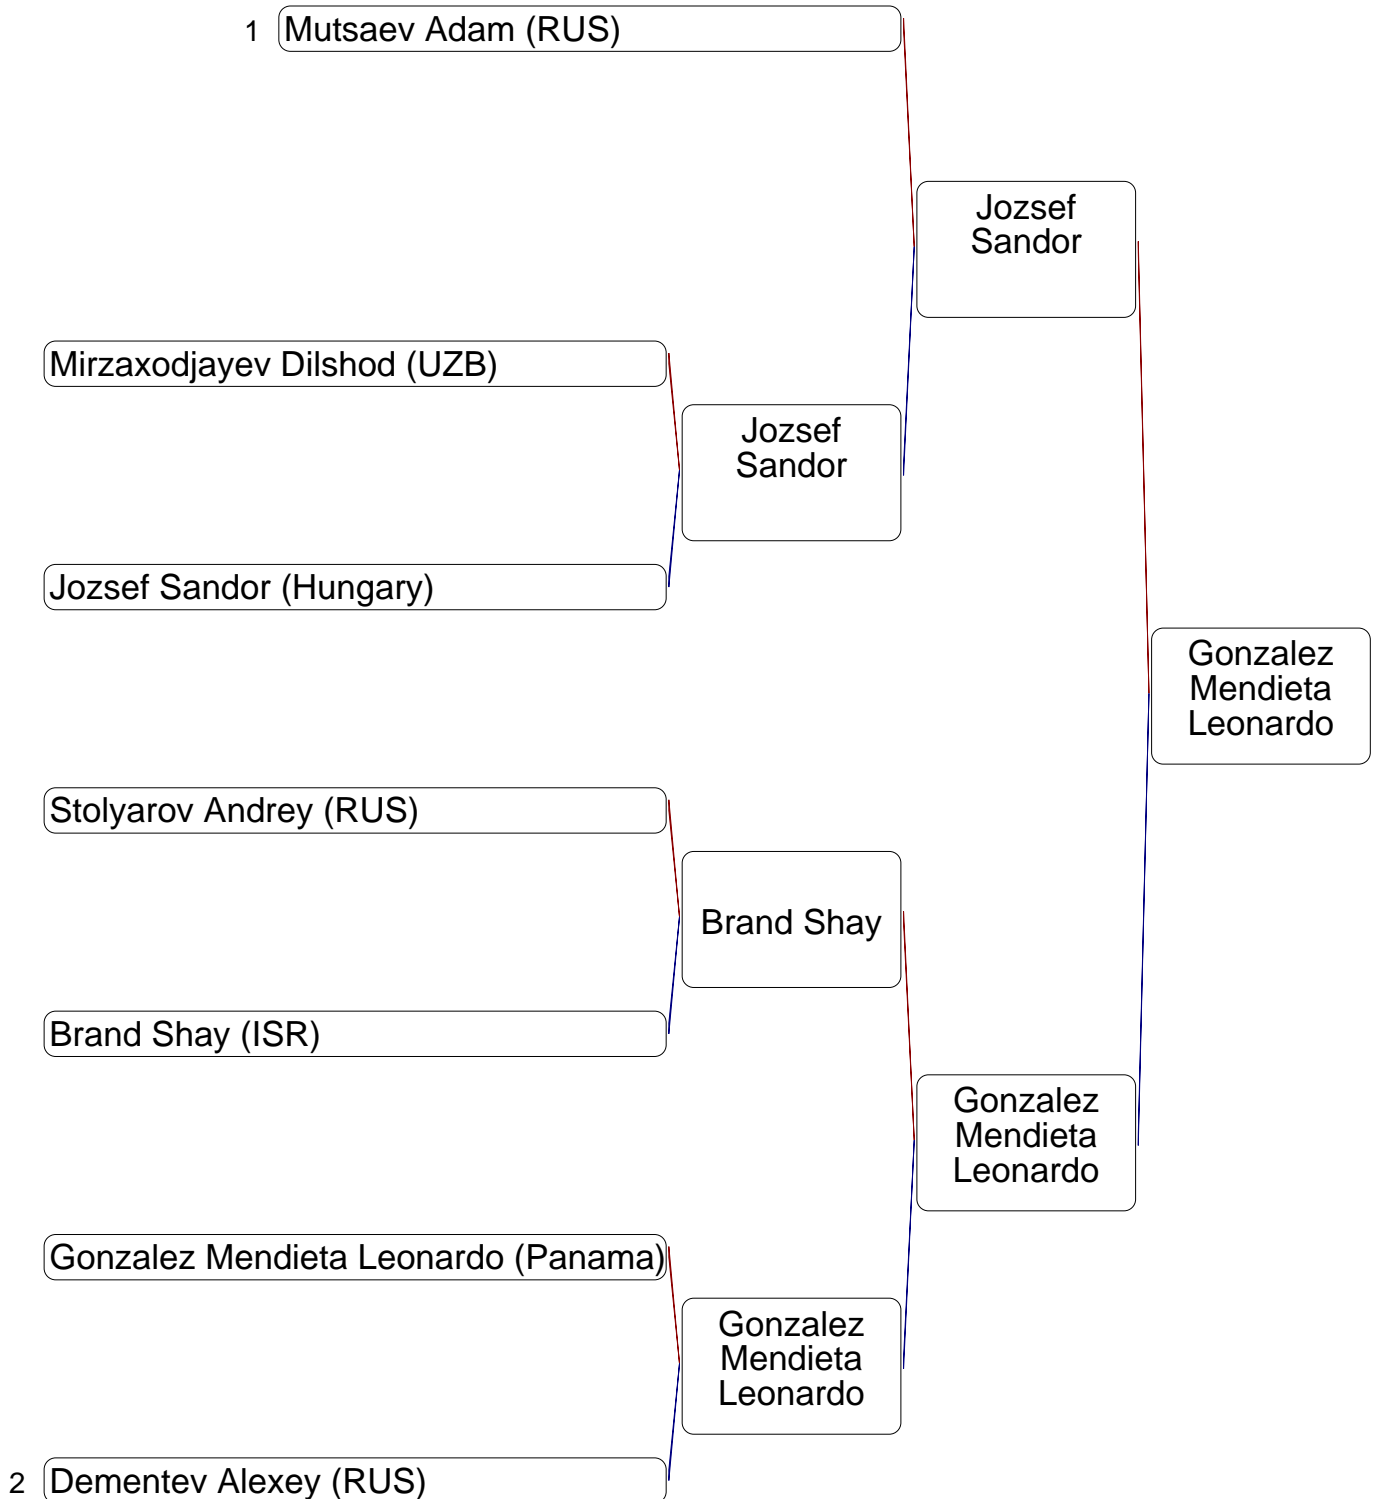 1 Mutsaev Adam (RUS)
Jozsef
Sandor
Mirzaxodjayev Dilshod (UZB)
Jozsef
Sandor
Jozsef Sandor (Hungary)
Gonzalez
Mendieta
Leonardo
Stolyarov Andrey (RUS)
Brand Shay
Brand Shay (ISR)
Gonzalez
Mendieta
Leonardo
Gonzalez Mendieta Leonardo (Panama)
Gonzalez
Mendieta
Leonardo
2 Dementev Alexey (RUS)